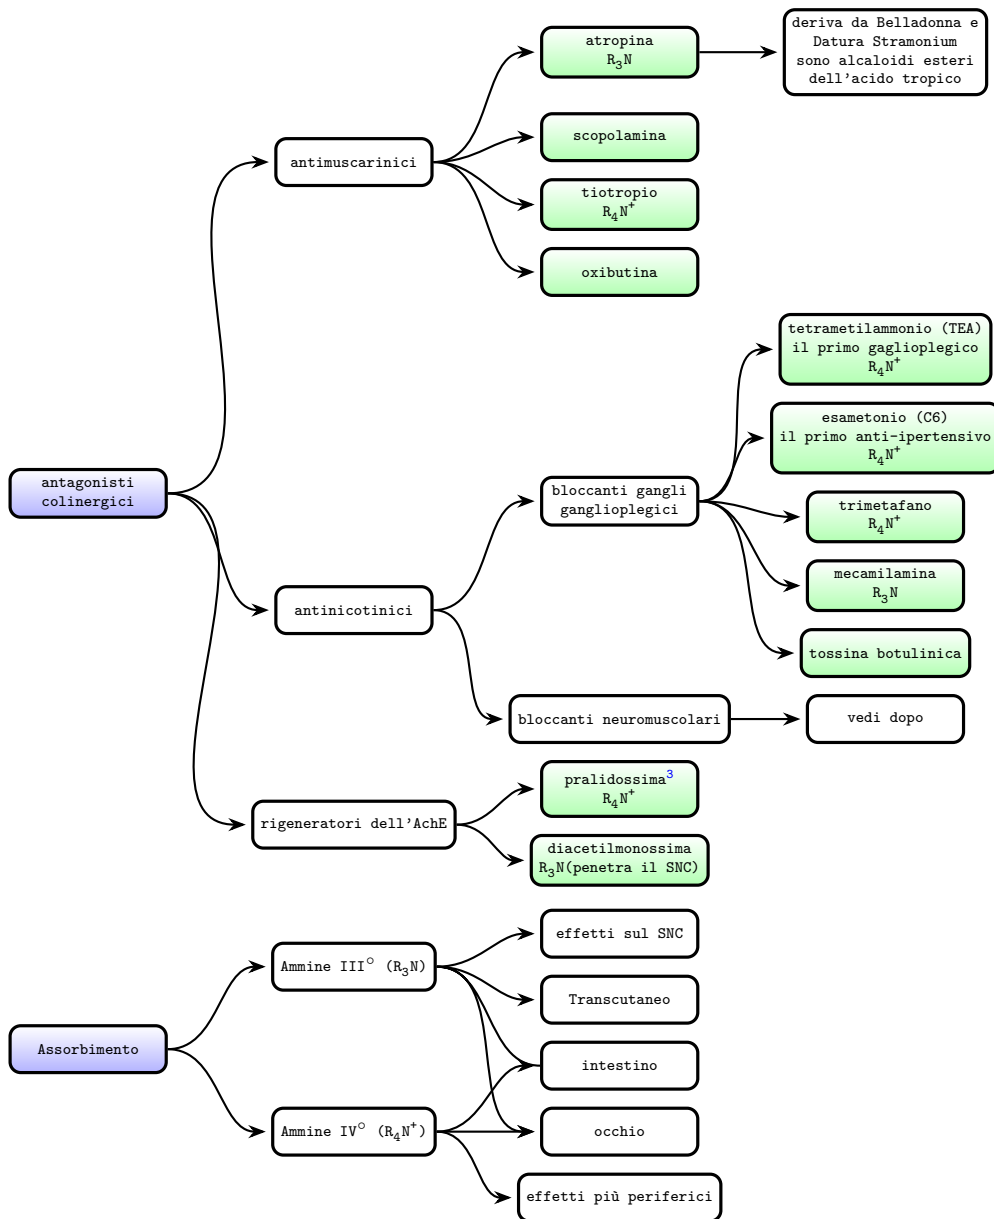 atropina
R₃N
deriva da Belladonna e
Datura Stramonium
sono alcaloidi esteri
dell'acido tropico
scopolamina
antimuscarinici
tiotropio
R₄N⁺
oxibutina
tetrametilammonio (TEA)
il primo gaglioplegico
R₄N⁺
esametonio (C6)
il primo anti-ipertensivo
R₄N⁺
antagonisti
colinergici
bloccanti gangli
ganglioplegici
trimetafano
R₄N⁺
mecamilamina
R₃N
antinicotinici
tossina botulinica
bloccanti neuromuscolari
vedi dopo
pralidossima³
R₄N⁺
rigeneratori dell'AchE
diacetilmonossima
R₃N(penetra il SNC)
effetti sul SNC
Ammine III° (R₃N)
Transcutaneo
Assorbimento
intestino
Ammine IV° (R₄N⁺)
occhio
effetti più periferici